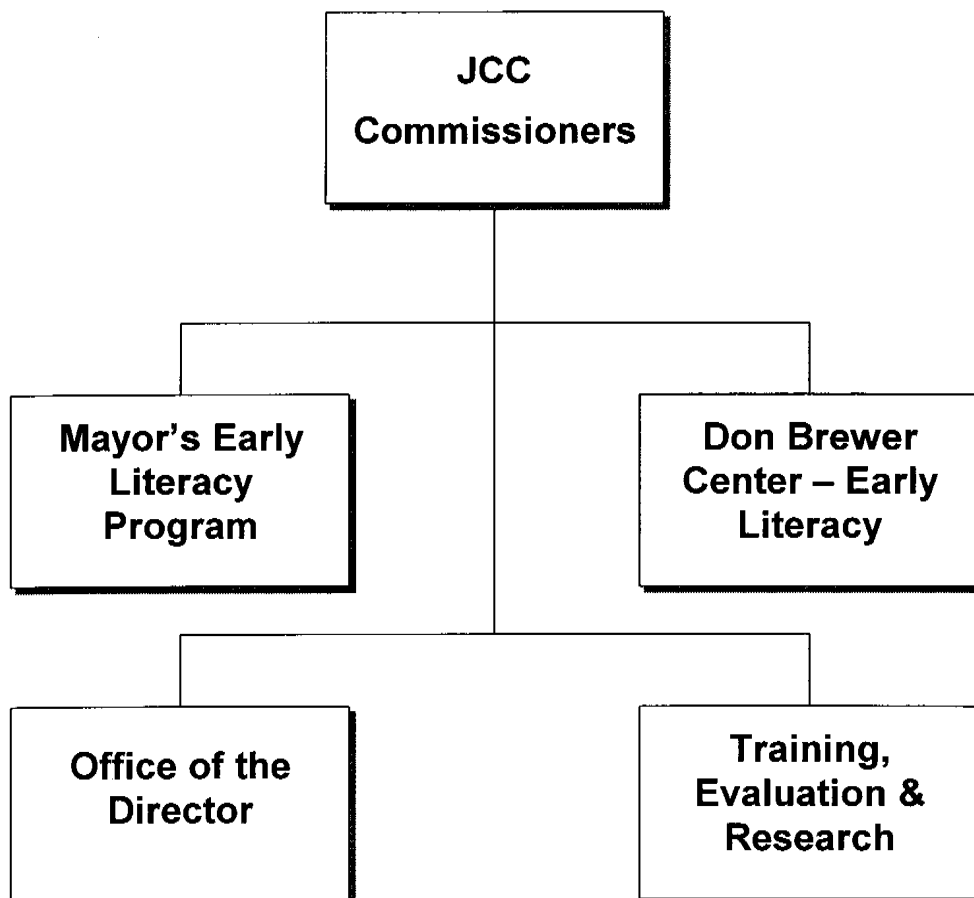 JCC
Commissioners
Mayor’s Early
Literacy
Program
Don Brewer
Center – Early
Literacy
Office of the
Director
Training,
Evaluation &
Research